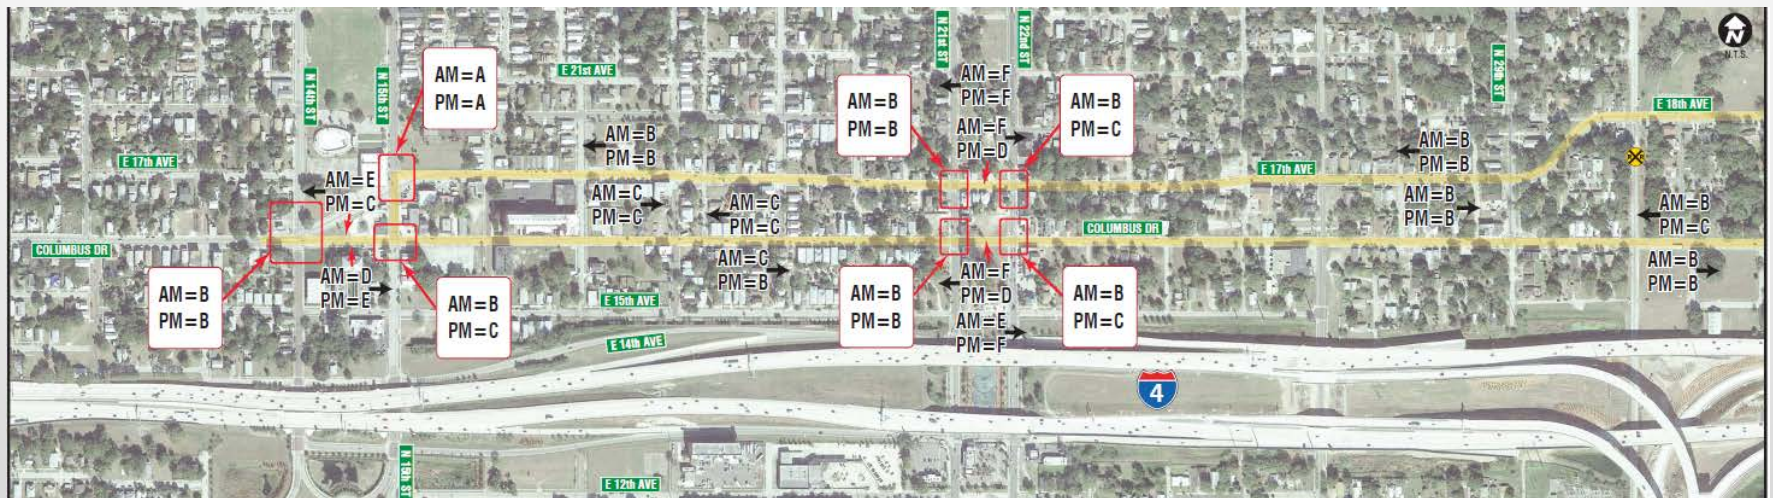 N
N.T.S.
N 14th ST
N 15th ST
N 21st ST
N 22nd ST
N 29th ST
E 21st AVE
E 18th AVE
E 17th AVE
E 17th AVE
COLUMBUS DR
COLUMBUS DR
E 15th AVE
E 14th AVE
E 12th AVE
N 15th ST
4
AM=A
PM=A
AM=B
PM=B
AM=E
PM=C
AM=C
PM=C
AM=C
PM=C
AM=B
PM=B
AM=D
PM=E
AM=B
PM=C
AM=C
PM=B
AM=B
PM=B
AM=F
PM=F
AM=F
PM=D
AM=B
PM=C
AM=B
PM=B
AM=F
PM=D
AM=E
PM=F
AM=B
PM=C
AM=B
PM=B
AM=B
PM=B
AM=B
PM=C
AM=B
PM=B